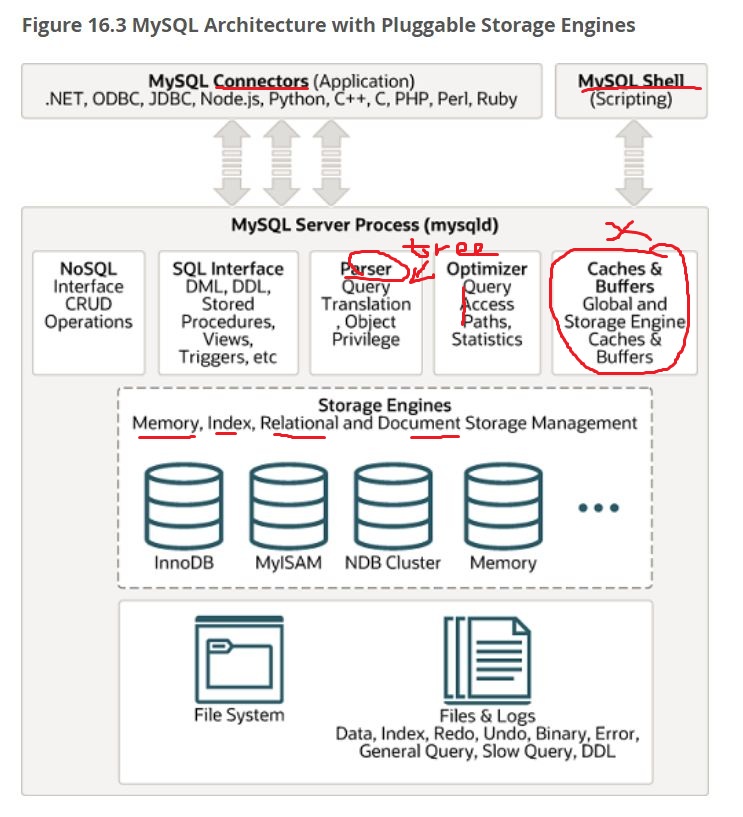 Figure 16.3 MySQL Architecture with Pluggable Storage Engines
MySQL Connectors (Application)
.NET, ODBC, JDBC, Node.js, Python, C++, C, PHP, Perl, Ruby
MySQL Shell
(Scripting)
MySQL Server Process (mysqld)
tree
NoSQL
Interface
CRUD
Operations
SQL Interface
DML, DDL,
Stored
Procedures,
Views,
Triggers, etc
Parser
Query
Translation
, Object
Privilege
Optimizer
Query
Access
Paths,
Statistics
Caches &
Buffers
Global and
Storage Engine
Caches &
Buffers
Storage Engines
Memory, Index, Relational and Document Storage Management
InnoDB
MyISAM
NDB Cluster
Memory
File System
Files & Logs
Data, Index, Redo, Undo, Binary, Error,
General Query, Slow Query, DDL